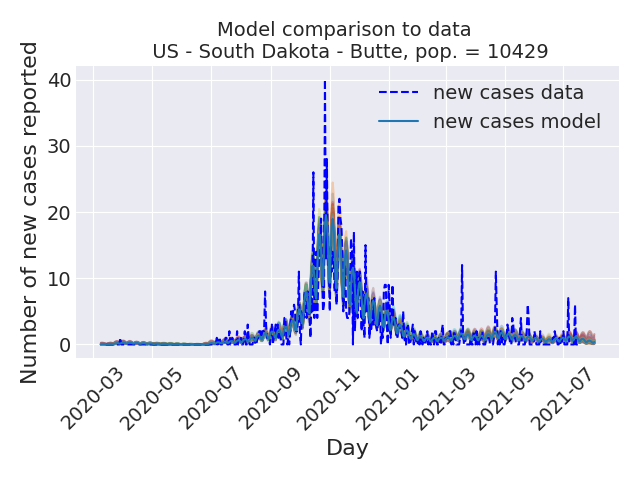 Model comparison to data
US - South Dakota - Butte, pop. = 10429
new cases data
new cases model
Number of new cases reported
40
30
20
10
0
2020-03
2020-05
2020-07
2020-09
2020-11
2021-01
2021-03
2021-05
2021-07
Day